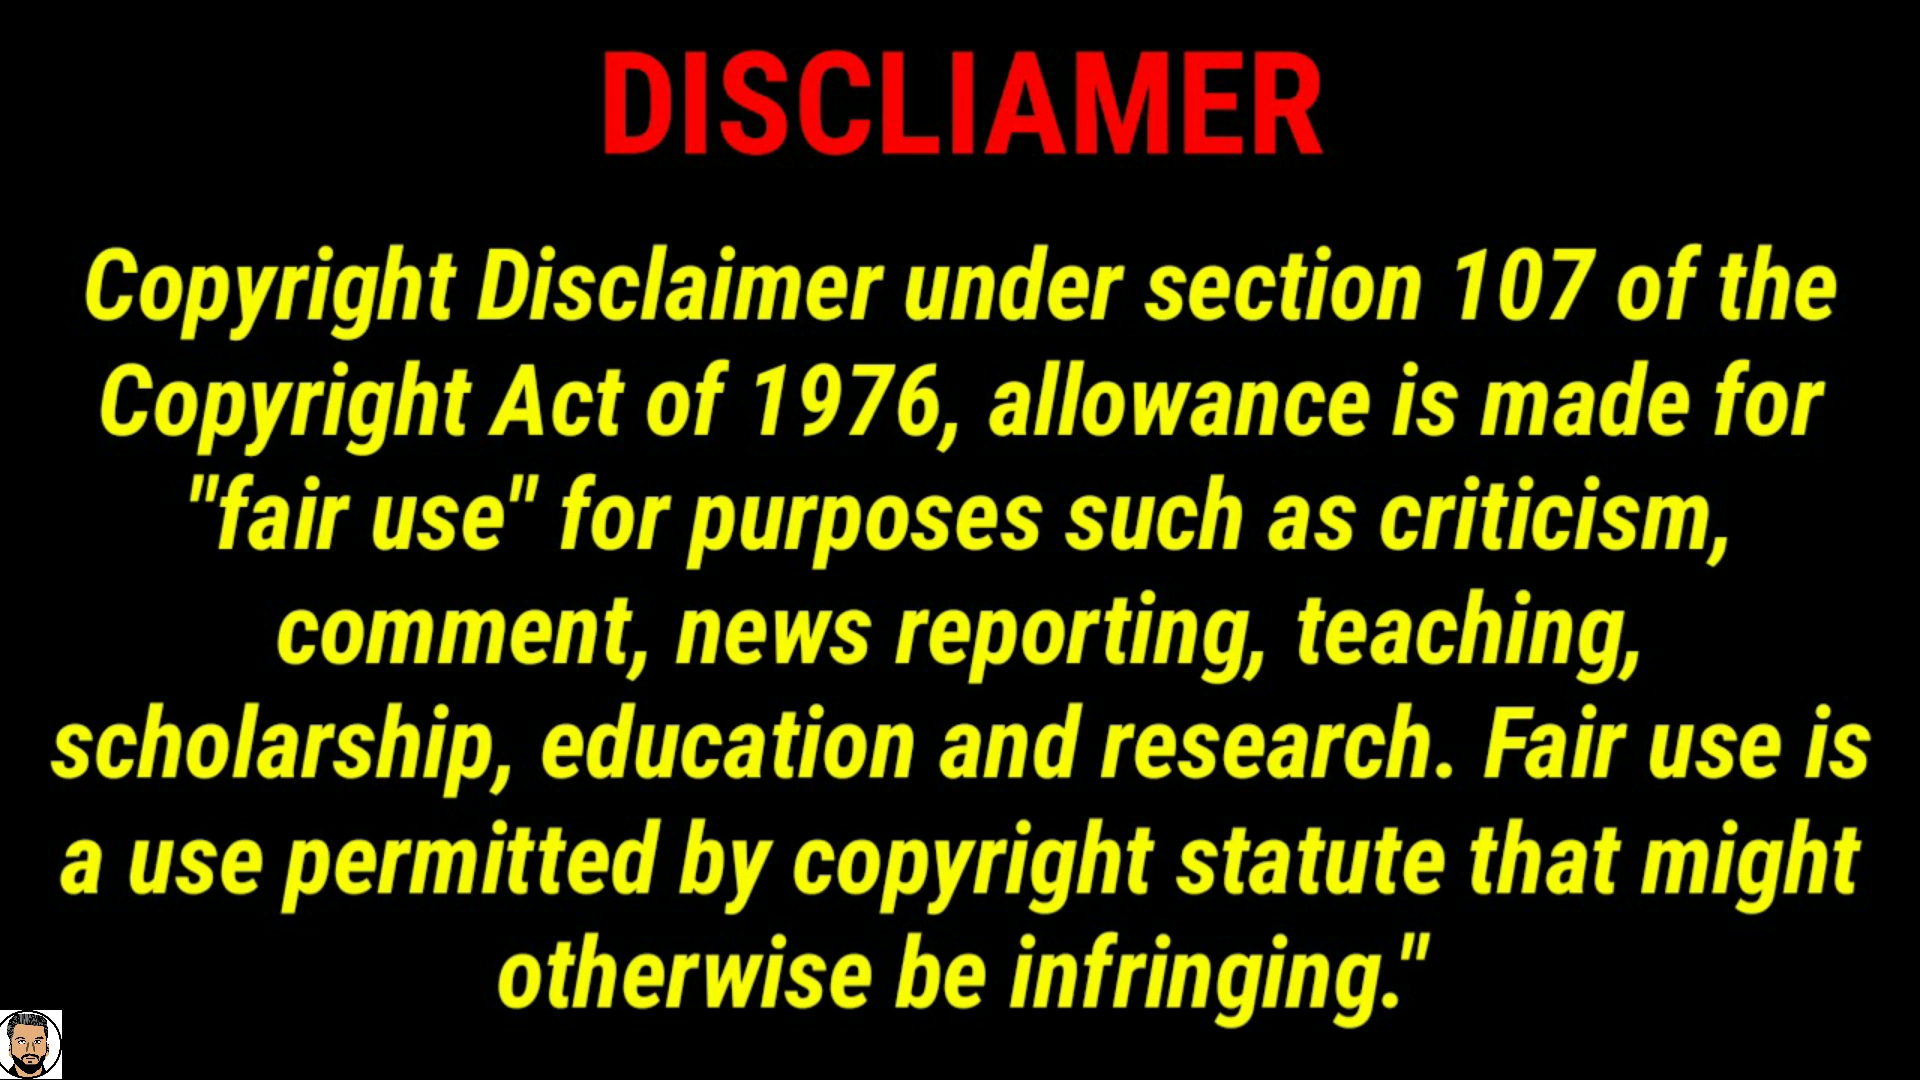 DISCLIAMER
Copyright Disclaimer under section 107 of the
Copyright Act of 1976, allowance is made for
"fair use" for purposes such as criticism,
comment, news reporting, teaching,
scholarship, education and research. Fair use is
a use permitted by copyright statute that might
otherwise be infringing."